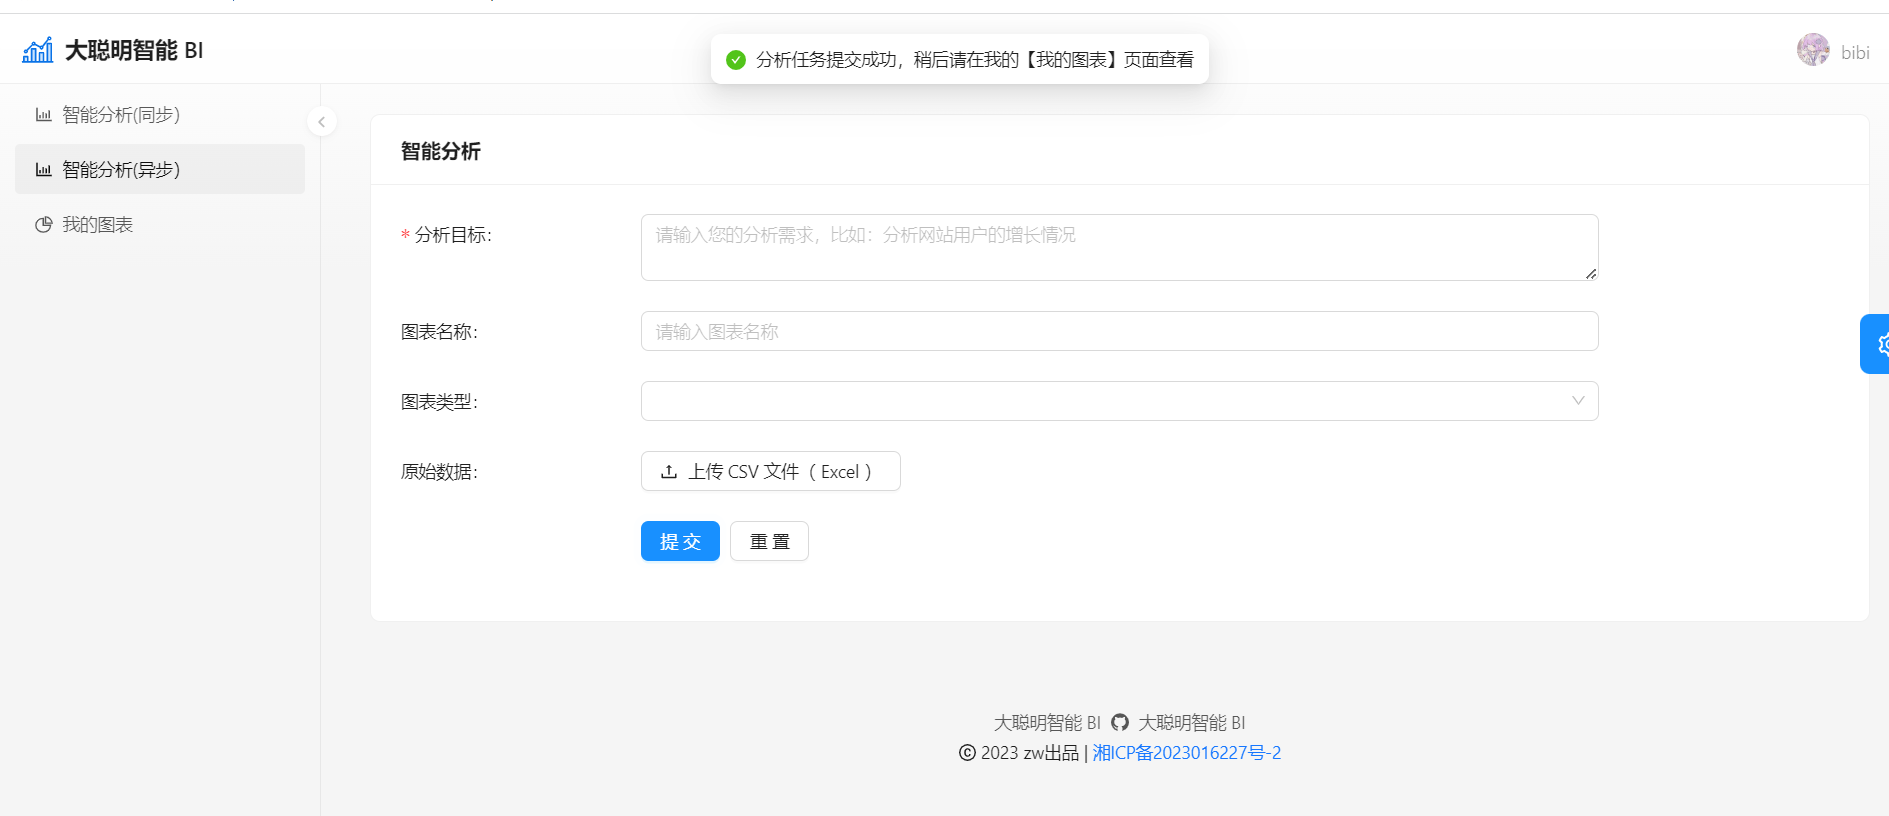 大聪明智能 BI
分析任务提交成功，稍后请在我的【我的图表】页面查看
bibi
智能分析(同步)
智能分析(异步)
我的图表
智能分析
* 分析目标:
请输入您的分析需求，比如：分析网站用户的增长情况
图表名称:
请输入图表名称
图表类型:
原始数据:
上传 CSV 文件（ Excel ）
提 交
重 置
大聪明智能 BI 大聪明智能 BI
© 2023 zw出品 | 湘ICP备2023016227号-2